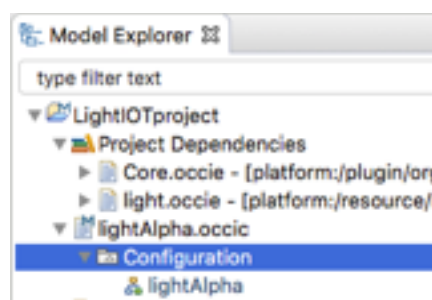 Model Explorer
type filter text
LightIOTproject
Project Dependencies
Core.occie - [platform:/plugin/org
light.occie - [platform:/resource/
lightAlpha.occic
Configuration
lightAlpha